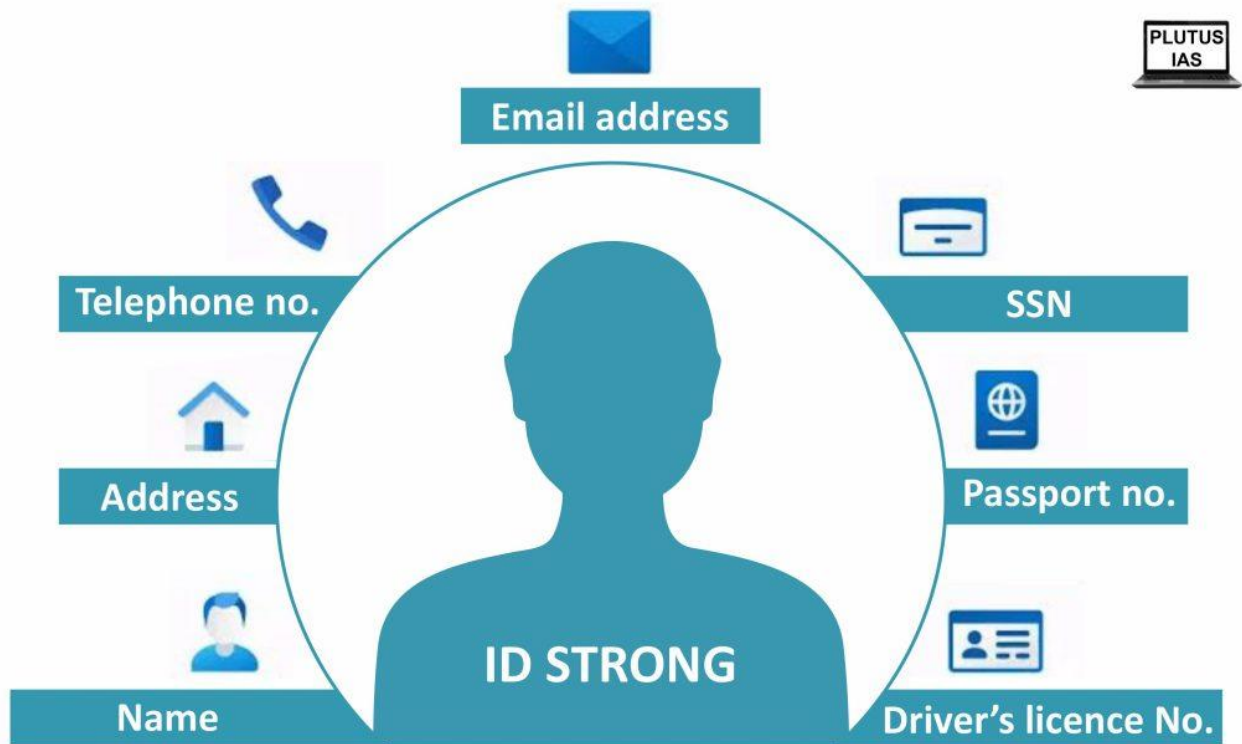 PLUTUS
IAS
Email address
Telephone no.
SSN
Address
Passport no.
Name
ID STRONG
Driver’s licence No.